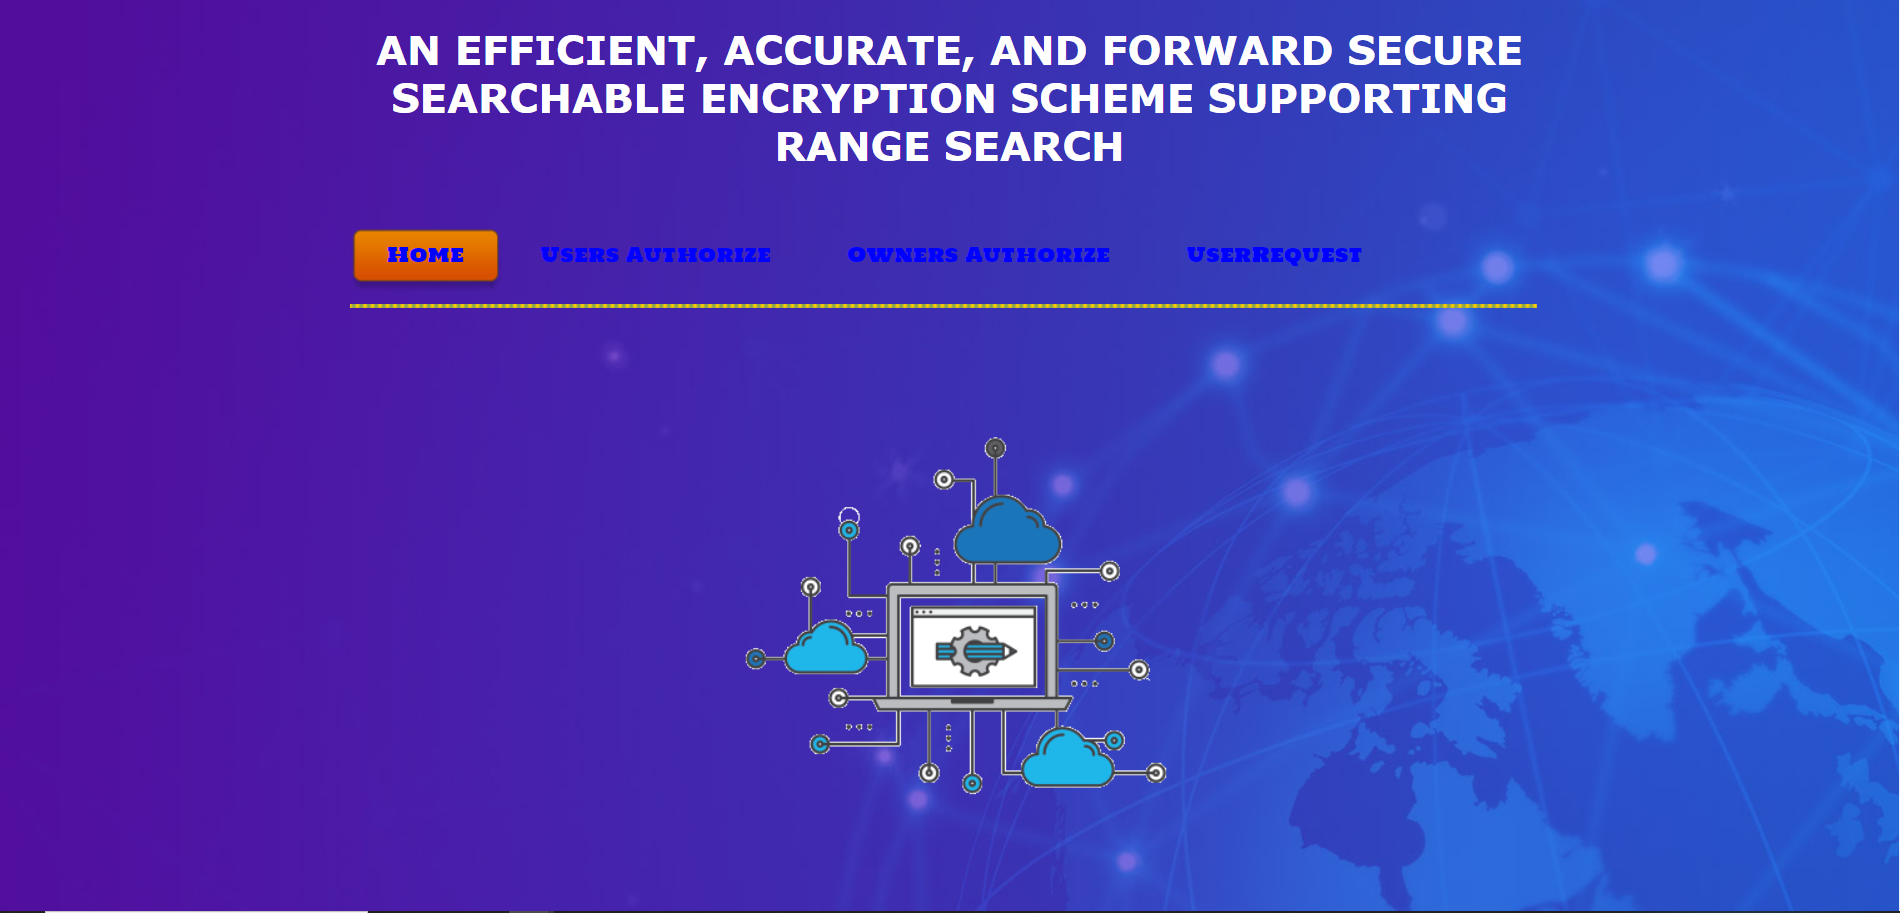 AN EFFICIENT, ACCURATE, AND FORWARD SECURE
SEARCHABLE ENCRYPTION SCHEME SUPPORTING
RANGE SEARCH
Home Users Authorize Owners Authorize UserRequest